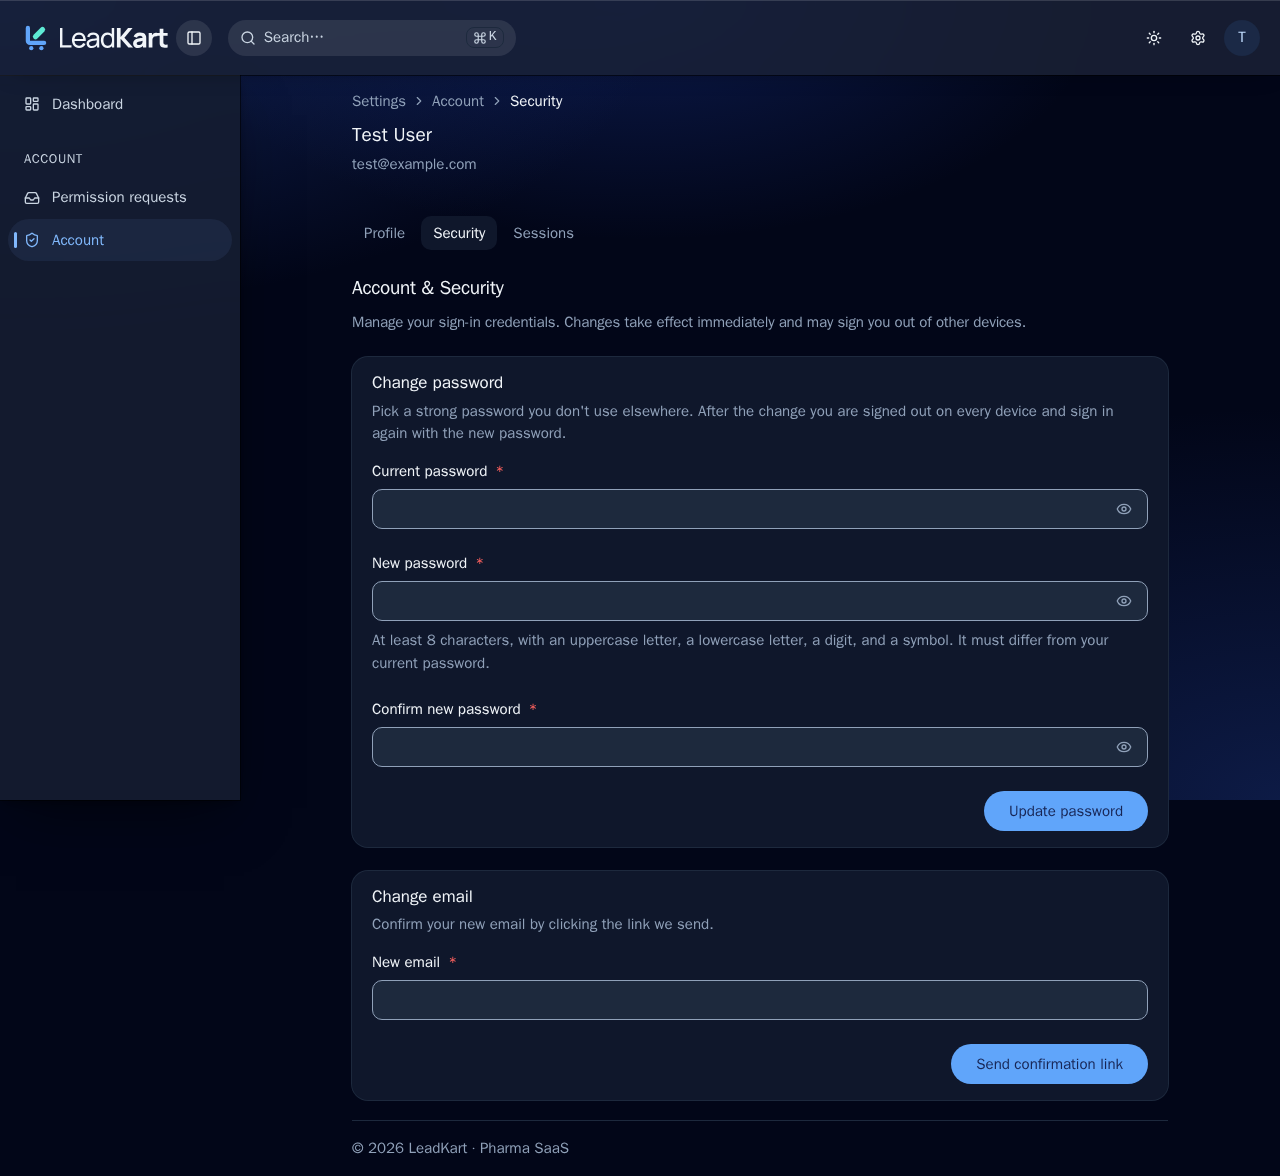 LeadKart
Search…
⌘K
T
Dashboard
ACCOUNT
Permission requests
Account
Settings > Account > Security
Test User
test@example.com
Profile
Security
Sessions
Account & Security
Manage your sign-in credentials. Changes take effect immediately and may sign you out of other devices.
Change password
Pick a strong password you don't use elsewhere. After the change you are signed out on every device and sign in
again with the new password.
Current password *
New password *
At least 8 characters, with an uppercase letter, a lowercase letter, a digit, and a symbol. It must differ from your
current password.
Confirm new password *
Update password
Change email
Confirm your new email by clicking the link we send.
New email *
Send confirmation link
© 2026 LeadKart · Pharma SaaS